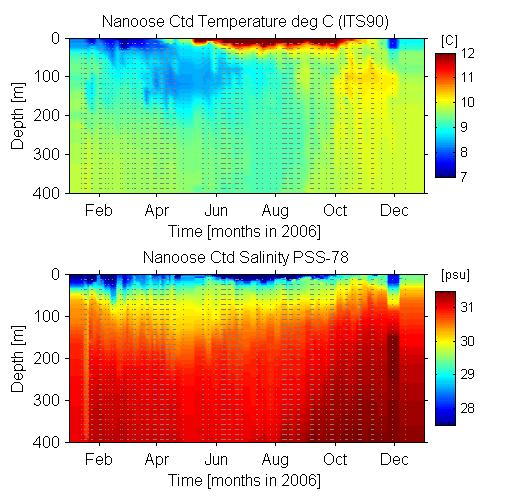 Nanoose Ctd Temperature deg C (ITS90)
[C]
0
100
200
300
400
Depth [m]
12
11
10
9
8
7
Feb Apr Jun Aug Oct Dec
Time [months in 2006]
Nanoose Ctd Salinity PSS-78
[psu]
0
100
200
300
400
Depth [m]
31
30
29
28
Feb Apr Jun Aug Oct Dec
Time [months in 2006]